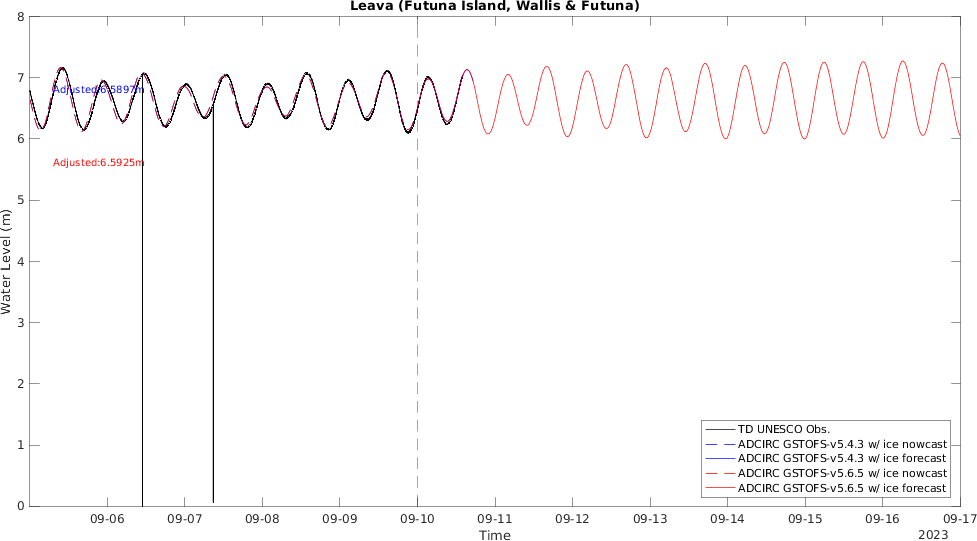 Leava (Futuna Island, Wallis & Futuna)
8
7
6
5
4
3
2
1
0
Water Level (m)
Adjusted:6.5897m
Adjusted:6.5925m
TD UNESCO Obs.
ADCIRC GSTOFS-v5.4.3 w/ ice nowcast
ADCIRC GSTOFS-v5.4.3 w/ ice forecast
ADCIRC GSTOFS-v5.6.5 w/ ice nowcast
ADCIRC GSTOFS-v5.6.5 w/ ice forecast
09-06 09-07 09-08 09-09 09-10 09-11 09-12 09-13 09-14 09-15 09-16 09-17
Time
2023